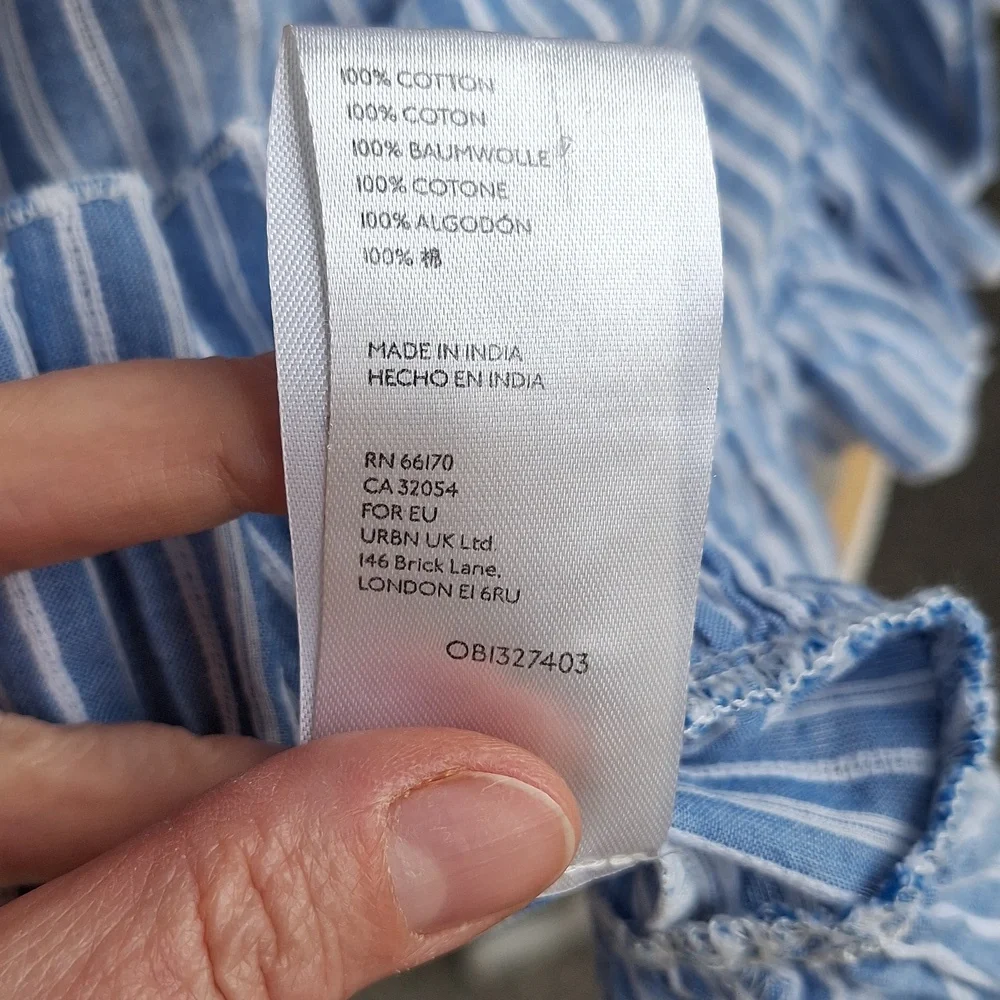 100% COTTON
100% COTON
100% BAUMWOLLE
100% COTONE
100% ALGODÓN
100% 棉
MADE IN INDIA
HECHO EN INDIA
RN 66170
CA 32054
FOR EU
URBN UK Ltd.
146 Brick Lane,
LONDON E1 6RU
OB1327403